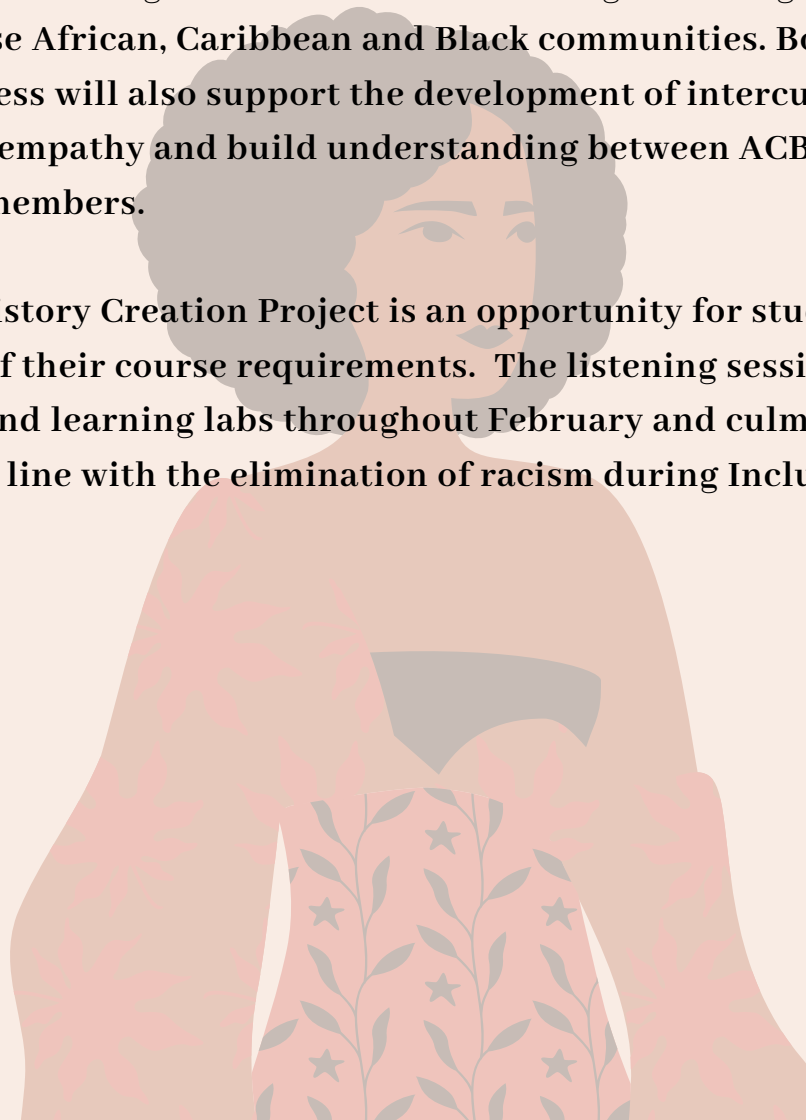 se African, Caribbean and Black communities. Bo
ess will also support the development of intercu
empathy and build understanding between ACB
nembers.
istory Creation Project is an opportunity for stu
f their course requirements. The listening sessi
nd learning labs throughout February and culm
line with the elimination of racism during Inclu